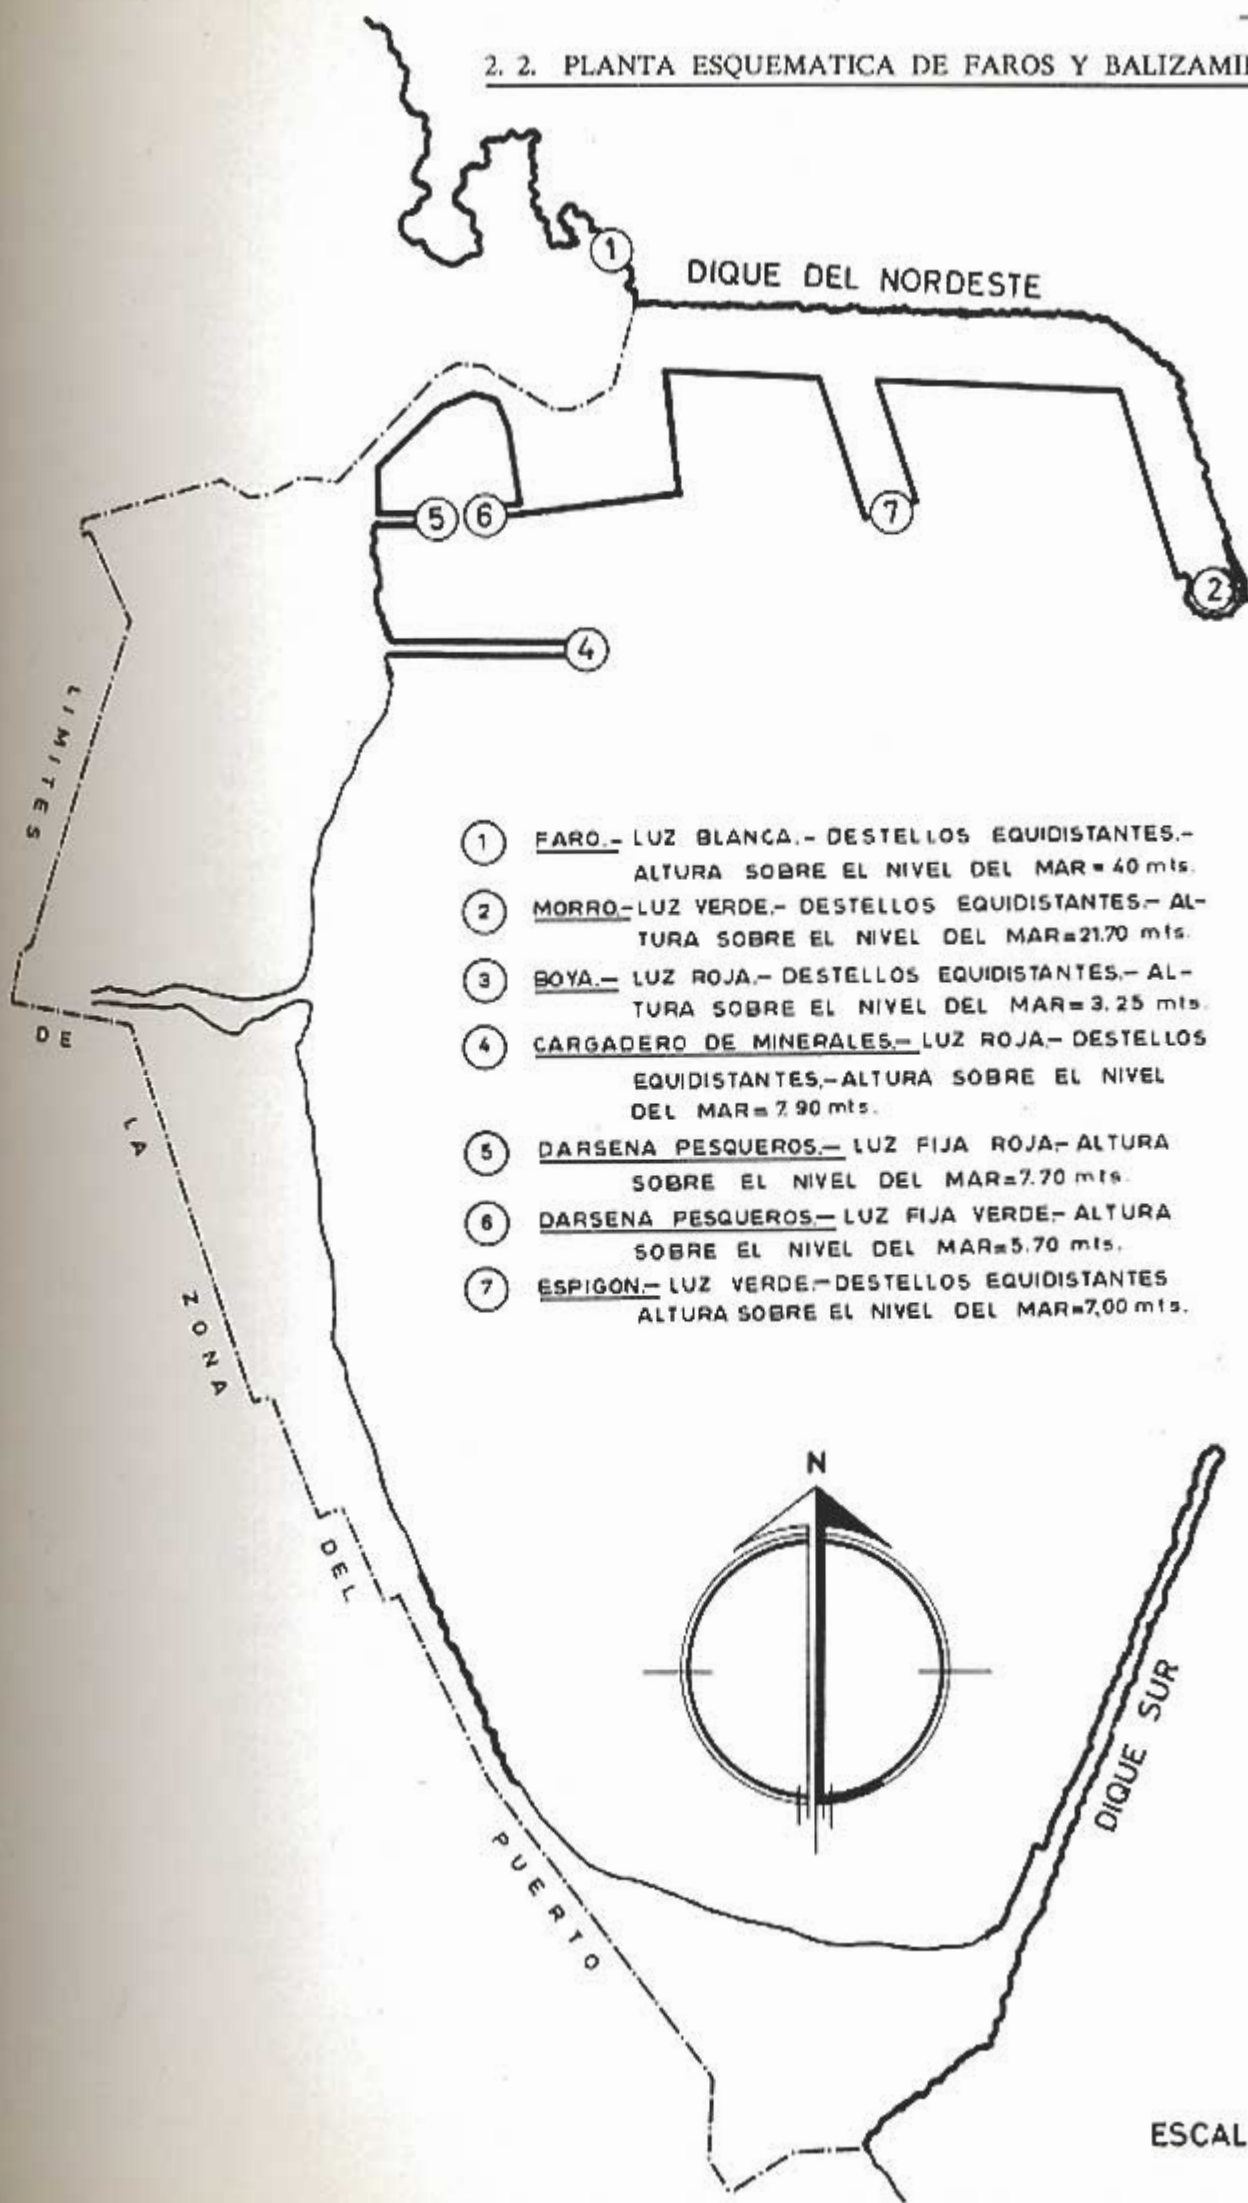 2. 2. PLANTA ESQUEMATICA DE FAROS Y
1
DIQUE DEL NORDESTE
5 6
7
2
4
LIMITES
DE
LA
ZONA
DEL
PUERTO
1 FARO.- LUZ BLANCA.- DESTELLOS EQUIDISTANTES.-
ALTURA SOBRE EL NIVEL DEL MAR = 40 mts.
2 MORRO.- LUZ VERDE.- DESTELLOS EQUIDISTANTES.- AL-
TURA SOBRE EL NIVEL DEL MAR=21.70 mts.
3 BOYA.- LUZ ROJA.- DESTELLOS EQUIDISTANTES.- AL-
TURA SOBRE EL NIVEL DEL MAR= 3.25 mts.
4 CARGADERO DE MINERALES.- LUZ ROJA.- DESTELLOS
EQUIDISTANTES.- ALTURA SOBRE EL NIVEL
DEL MAR= 7.90 mts.
5 DARSENA PESQUEROS.- LUZ FIJA ROJA.- ALTURA
SOBRE EL NIVEL DEL MAR=7.70 mts.
6 DARSENA PESQUEROS.- LUZ FIJA VERDE.- ALTURA
SOBRE EL NIVEL DEL MAR=5.70 mts.
7 ESPIGON.- LUZ VERDE.- DESTELLOS EQUIDISTANTES
ALTURA SOBRE EL NIVEL DEL MAR=7,00 mts.
N
DIQUE SUR